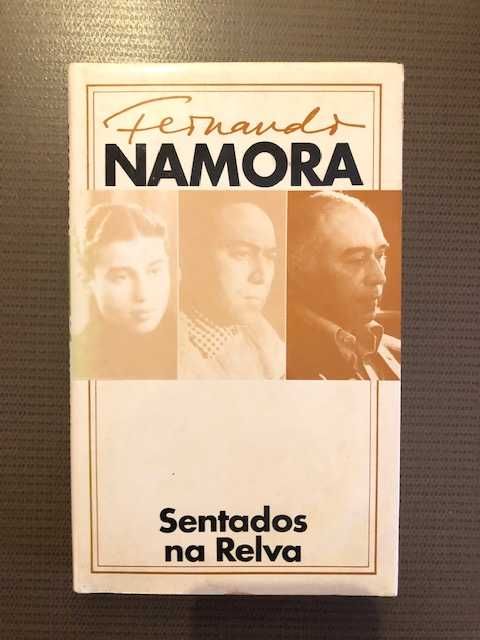 Fernando
NAMORA
Sentados
na Relva